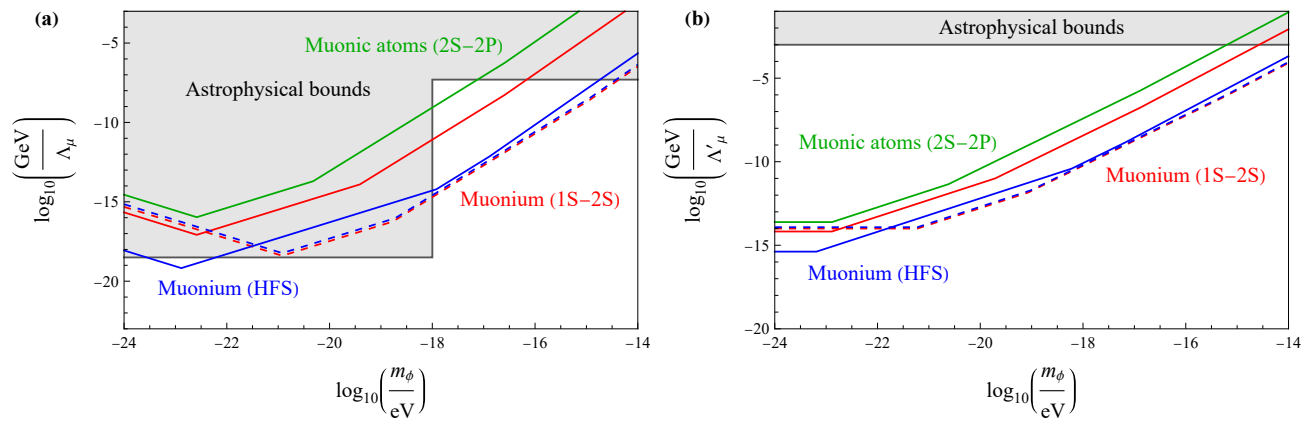 (a)
Muonic atoms (2S−2P)
Astrophysical bounds
Muonium (1S−2S)
Muonium (HFS)
−5
−10
−15
−20
−24
−22
−20
−18
−16
−14
log10(GeV/Λμ)
log10(mϕ/eV)
(b)
Astrophysical bounds
Muonic atoms (2S−2P)
Muonium (1S−2S)
Muonium (HFS)
−5
−10
−15
−20
−24
−22
−20
−18
−16
−14
log10(GeV/Λ′μ)
log10(mϕ/eV)